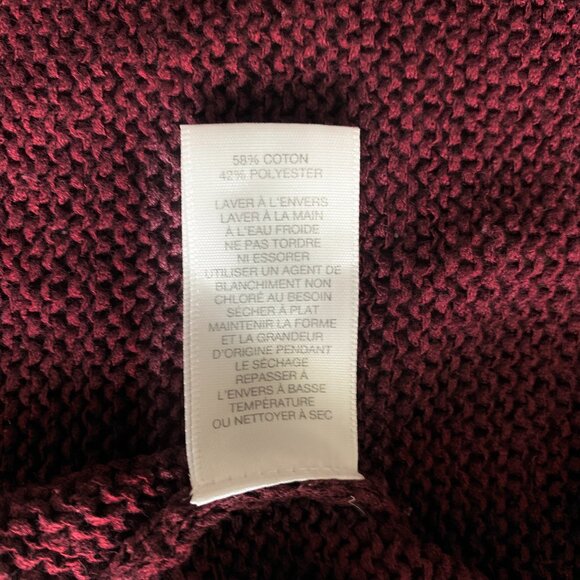 58% COTON
42% POLYESTER
LAVER À L'ENVERS
LAVER À LA MAIN
À L'EAU FROIDE
NE PAS TORDRE
NI ESSORER
UTILISER UN AGENT DE
BLANCHIMENT NON
CHLORÉ AU BESOIN
SÉCHER À PLAT
MAINTENIR LA FORME
ET LA GRANDEUR
D'ORIGINE PENDANT
LE SÉCHAGE
REPASSER À
L'ENVERS À BASSE
TEMPÉRATURE
OU NETTOYER À SEC